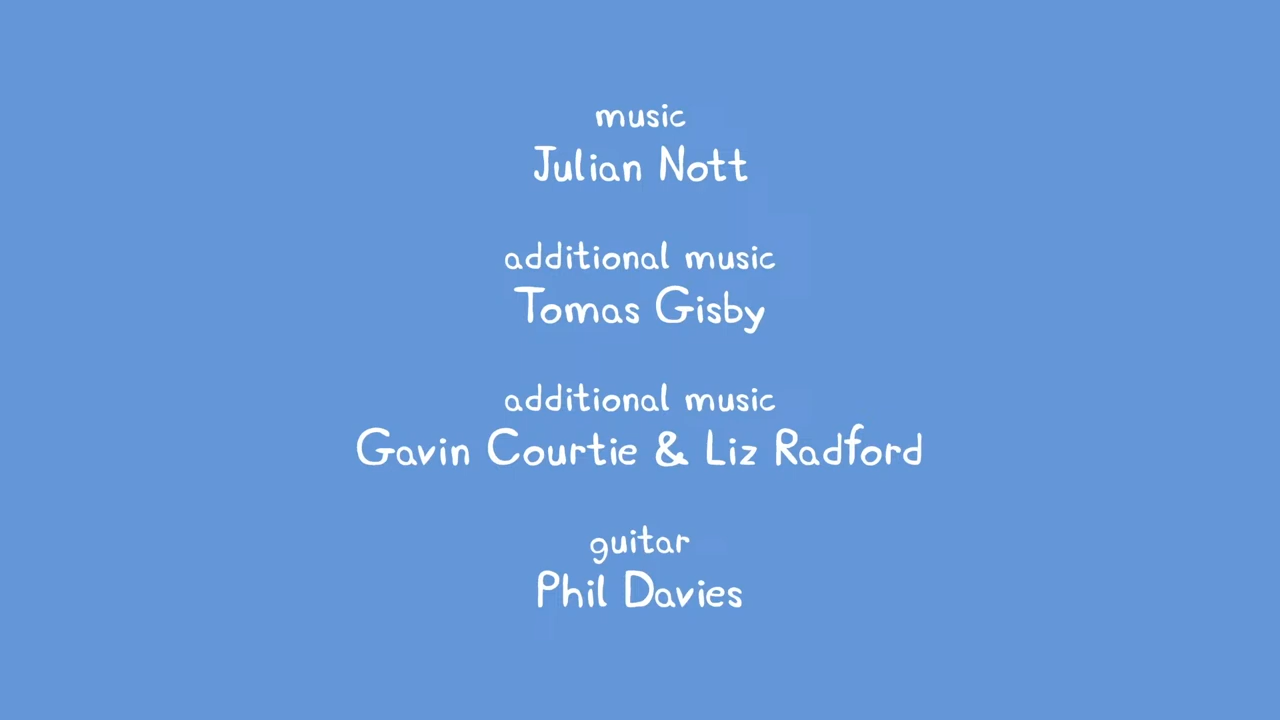 music
Julian Nott
additional music
Tomas Gisby
additional music
Gavin Courtie & Liz Radford
guitar
Phil Davies